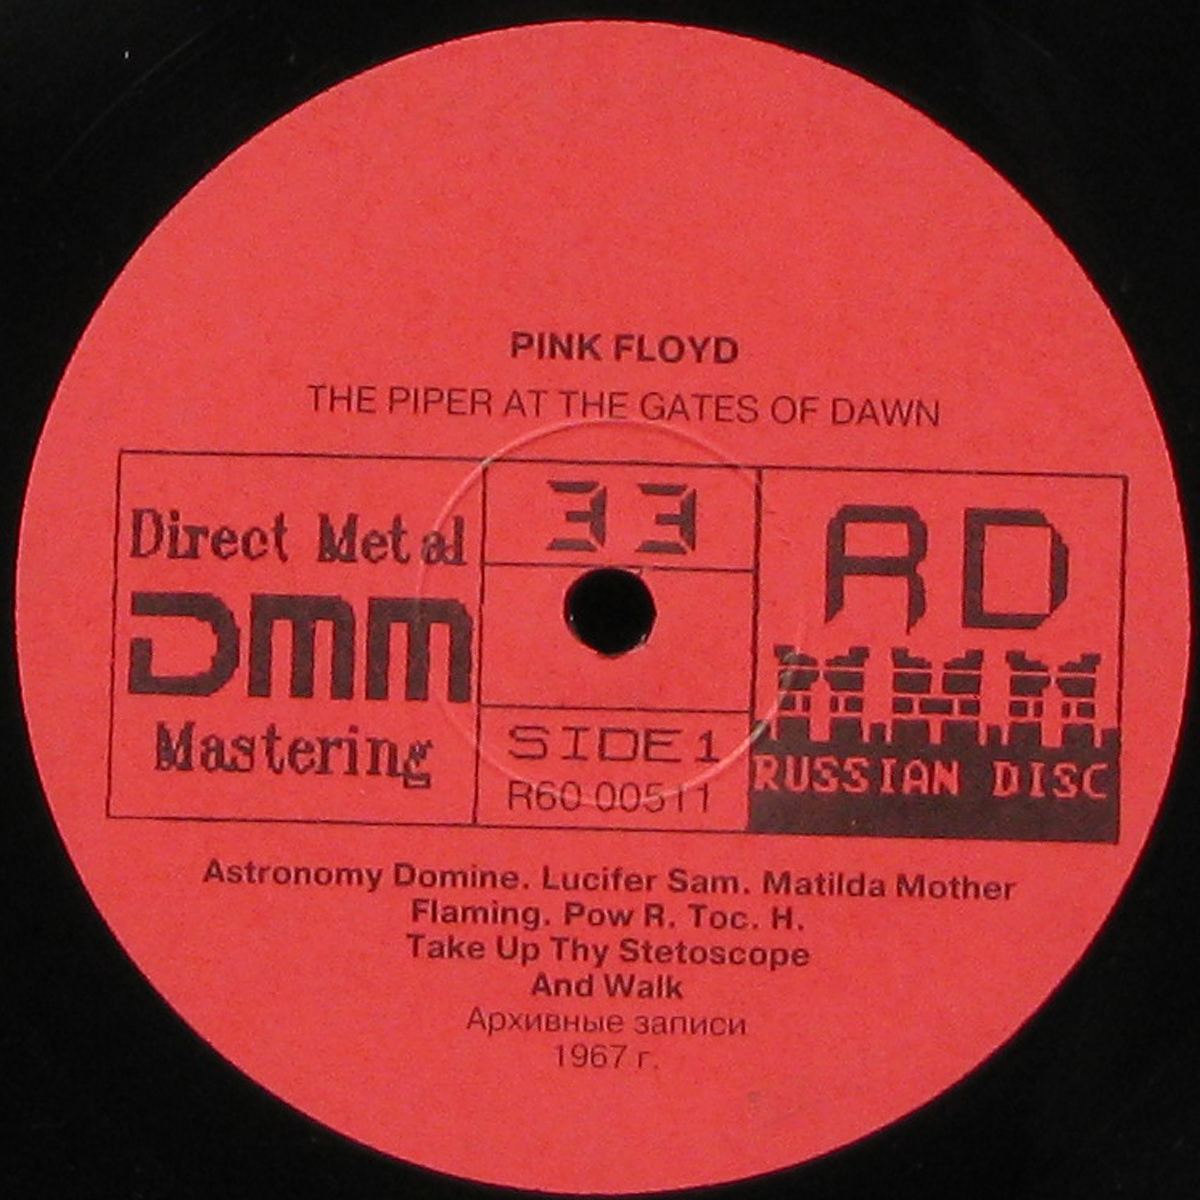 PINK FLOYD
THE PIPER AT THE GATES OF DAWN
Direct Metal
DMM
Mastering
33
SIDE 1
R60 00511
RD
RUSSIAN DISC
Astronomy Domine. Lucifer Sam. Matilda Mother
Flaming. Pow R. Toc. H.
Take Up Thy Stetoscope
And Walk
Архивные записи
1967 г.